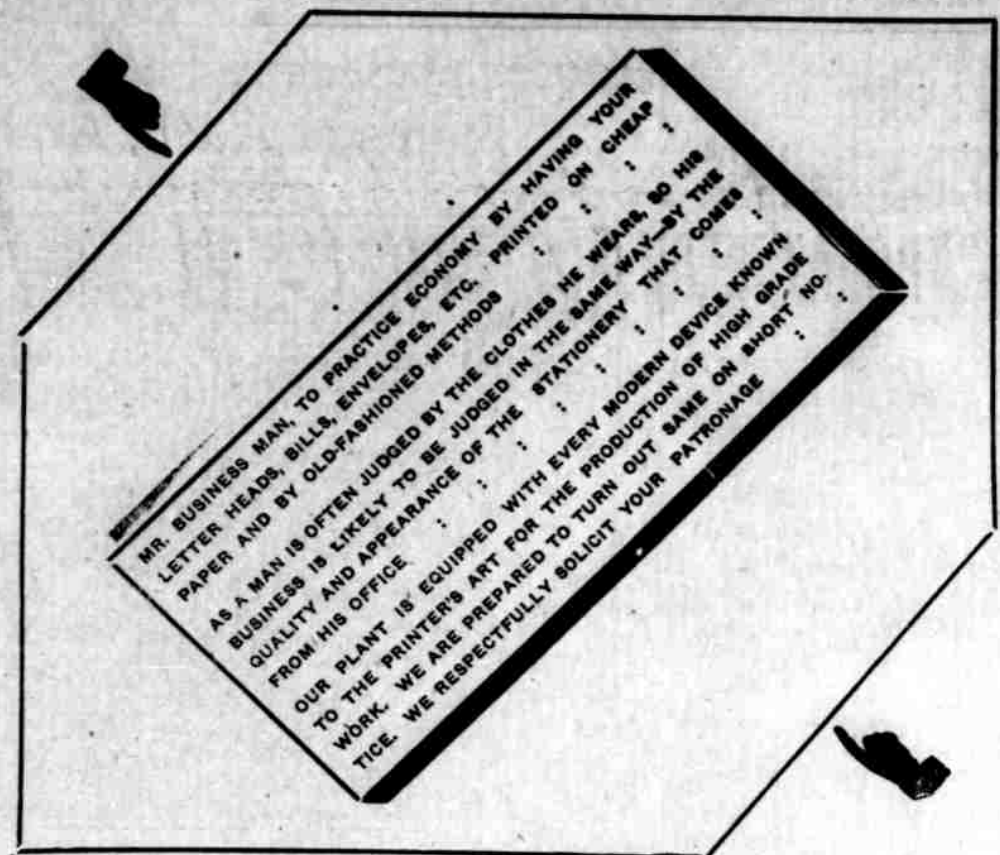 MR. BUSINESS MAN, TO PRACTICE ECONOMY BY HAVING YOUR
LETTER HEADS, BILLS, ENVELOPES, ETC. PRINTED ON CHEAP
PAPER AND BY OLD-FASHIONED METHODS : : : :
AS A MAN IS OFTEN JUDGED BY THE CLOTHES HE WEARS, SO HIS
BUSINESS IS LIKELY TO BE JUDGED IN THE SAME WAY—BY THE
QUALITY AND APPEARANCE OF THE STATIONERY THAT COMES
FROM HIS OFFICE : : : : : : : : :
OUR PLANT IS EQUIPPED WITH EVERY MODERN DEVICE KNOWN
TO THE PRINTER'S ART FOR THE PRODUCTION OF HIGH GRADE
WORK. WE ARE PREPARED TO TURN OUT SAME ON SHORT NO-
TICE. WE RESPECTFULLY SOLICIT YOUR PATRONAGE : :